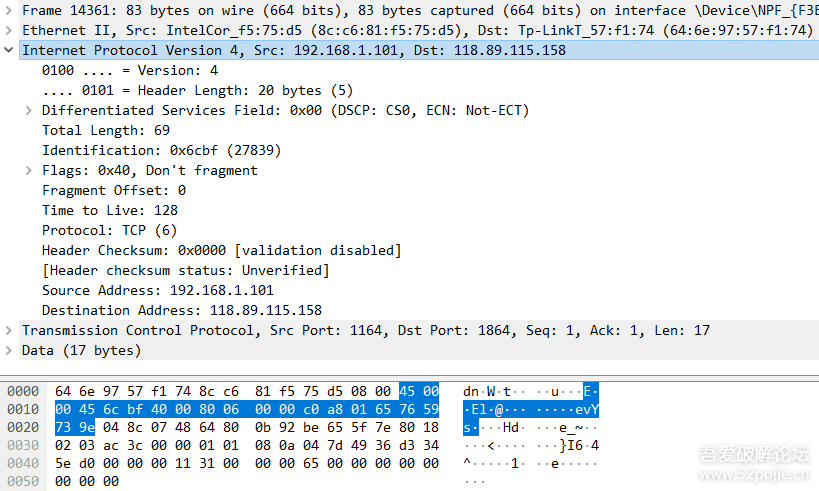 Frame 14361: 83 bytes on wire (664 bits), 83 bytes captured (664 bits) on interface \Device\NPF_{F3E
Ethernet II, Src: IntelCor_f5:75:d5 (8c:c6:81:f5:75:d5), Dst: Tp-LinkT_57:f1:74 (64:6e:97:57:f1:74)
Internet Protocol Version 4, Src: 192.168.1.101, Dst: 118.89.115.158
0100 .... = Version: 4
.... 0101 = Header Length: 20 bytes (5)
Differentiated Services Field: 0x00 (DSCP: CS0, ECN: Not-ECT)
Total Length: 69
Identification: 0x6cbf (27839)
Flags: 0x40, Don't fragment
Fragment Offset: 0
Time to Live: 128
Protocol: TCP (6)
Header Checksum: 0x0000 [validation disabled]
[Header checksum status: Unverified]
Source Address: 192.168.1.101
Destination Address: 118.89.115.158
Transmission Control Protocol, Src Port: 1164, Dst Port: 1864, Seq: 1, Ack: 1, Len: 17
Data (17 bytes)
0000 64 6e 97 57 f1 74 8c c6 81 f5 75 d5 08 00 45 00 dn·W·t·· ··u···E·
0010 00 45 6c bf 40 00 80 06 00 00 c0 a8 01 65 76 59 ·El·@··· ·····evY
0020 73 9e 04 8c 07 48 64 80 0b 92 be 65 5f 7e 80 18 s····Hd· ···e_~··
0030 02 03 ac 3c 00 00 01 01 08 0a 04 7d 49 36 d3 34 ···<···· ···}I6·4
0040 5e d0 00 00 00 11 31 00 00 00 65 00 00 00 00 00 ^·····1· ··e·····
0050 00 00 00 ···
吾爱破解论坛
www.52pojie.cn